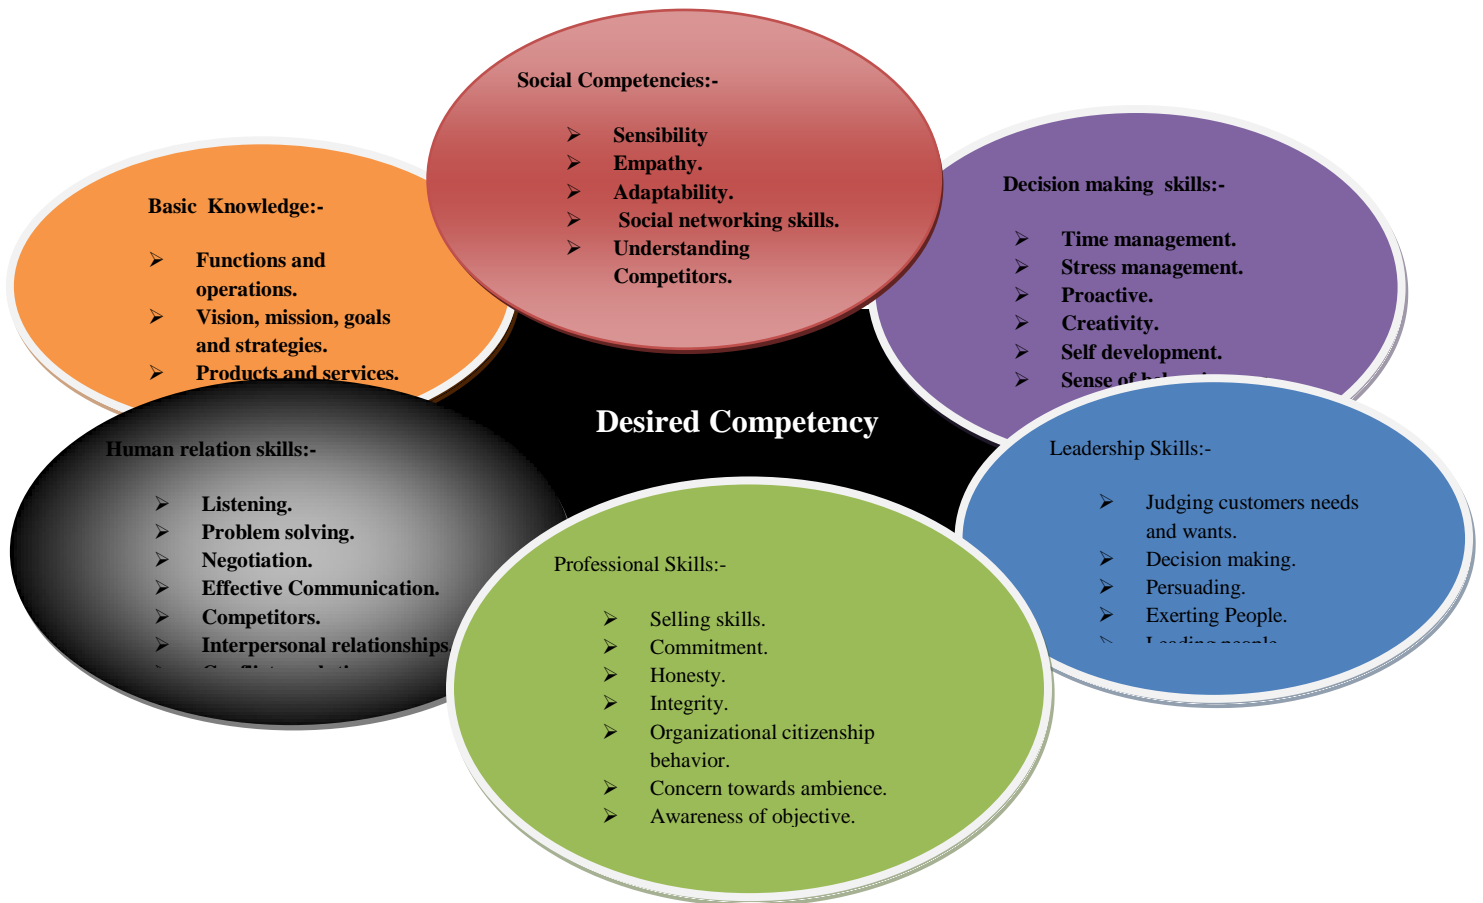 Social Competencies:-
➢ Sensibility
➢ Empathy.
➢ Adaptability.
➢ Social networking skills.
➢ Understanding
Competitors.
Basic Knowledge:-
➢ Functions and
operations.
➢ Vision, mission, goals
and strategies.
➢ Products and services.
Decision making skills:-
➢ Time management.
➢ Stress management.
➢ Proactive.
➢ Creativity.
➢ Self development.
➢ Sense of
Desired Competency
Human relation skills:-
➢ Listening.
➢ Problem solving.
➢ Negotiation.
➢ Effective Communication.
➢ Competitors.
➢ Interpersonal relationships
Leadership Skills:-
➢ Judging customers needs
and wants.
➢ Decision making.
➢ Persuading.
➢ Exerting People.
➢ Leading people
Professional Skills:-
➢ Selling skills.
➢ Commitment.
➢ Honesty.
➢ Integrity.
➢ Organizational citizenship
behavior.
➢ Concern towards ambience.
➢ Awareness of objective.